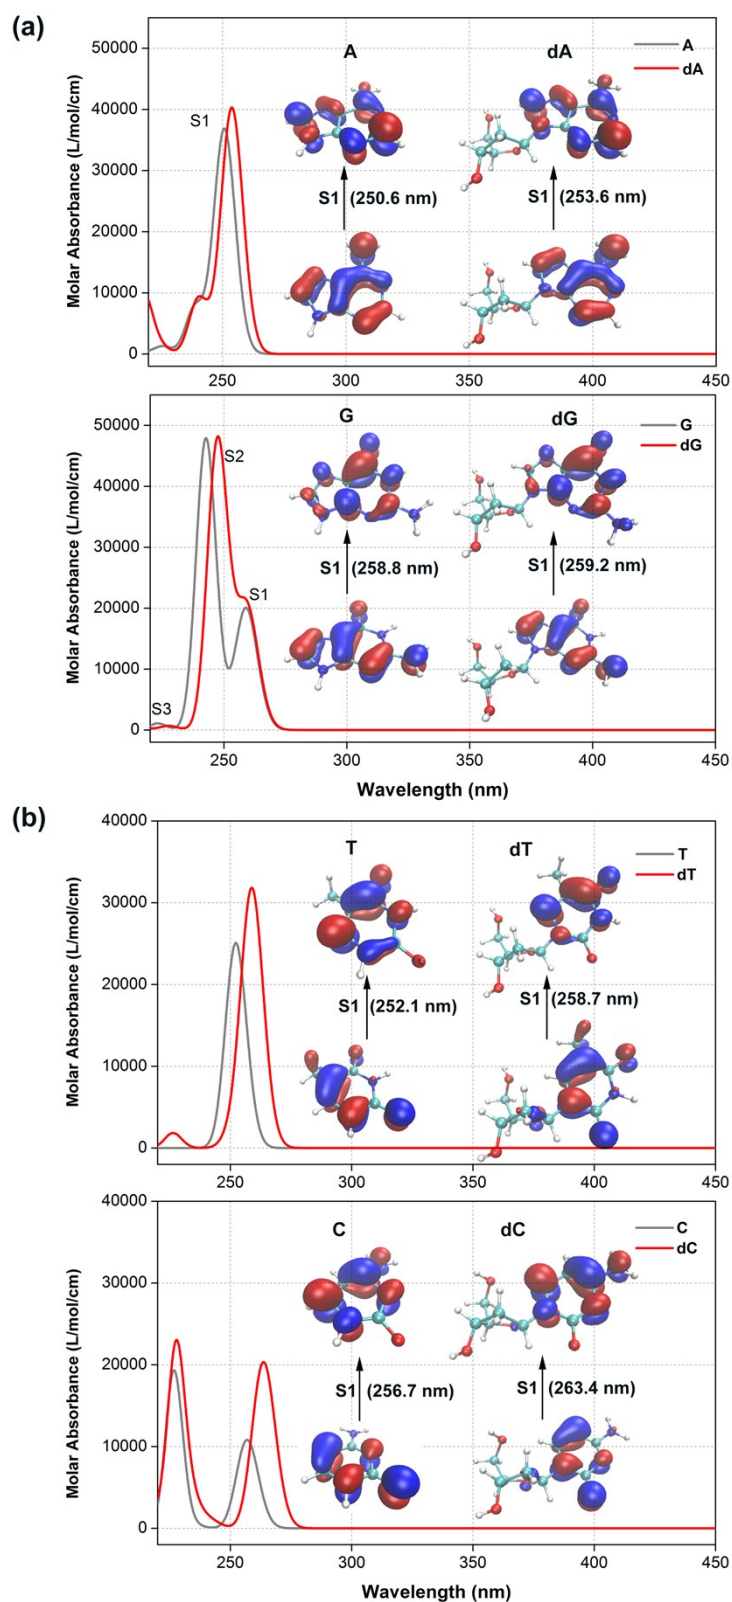 (a)
50000
40000
30000
20000
10000
0
Molar Absorbance (L/mol/cm)
A
dA
A
dA
S1
S1 (250.6 nm)
S1 (253.6 nm)
250
300
350
400
450
50000
40000
30000
20000
10000
0
Molar Absorbance (L/mol/cm)
G
dG
G
dG
S2
S1
S3
S1 (258.8 nm)
S1 (259.2 nm)
250
300
350
400
450
Wavelength (nm)
(b)
40000
30000
20000
10000
0
Molar Absorbance (L/mol/cm)
T
dT
T
dT
S1 (252.1 nm)
S1 (258.7 nm)
250
300
350
400
450
40000
30000
20000
10000
0
Molar Absorbance (L/mol/cm)
C
dC
C
dC
S1 (256.7 nm)
S1 (263.4 nm)
250
300
350
400
450
Wavelength (nm)